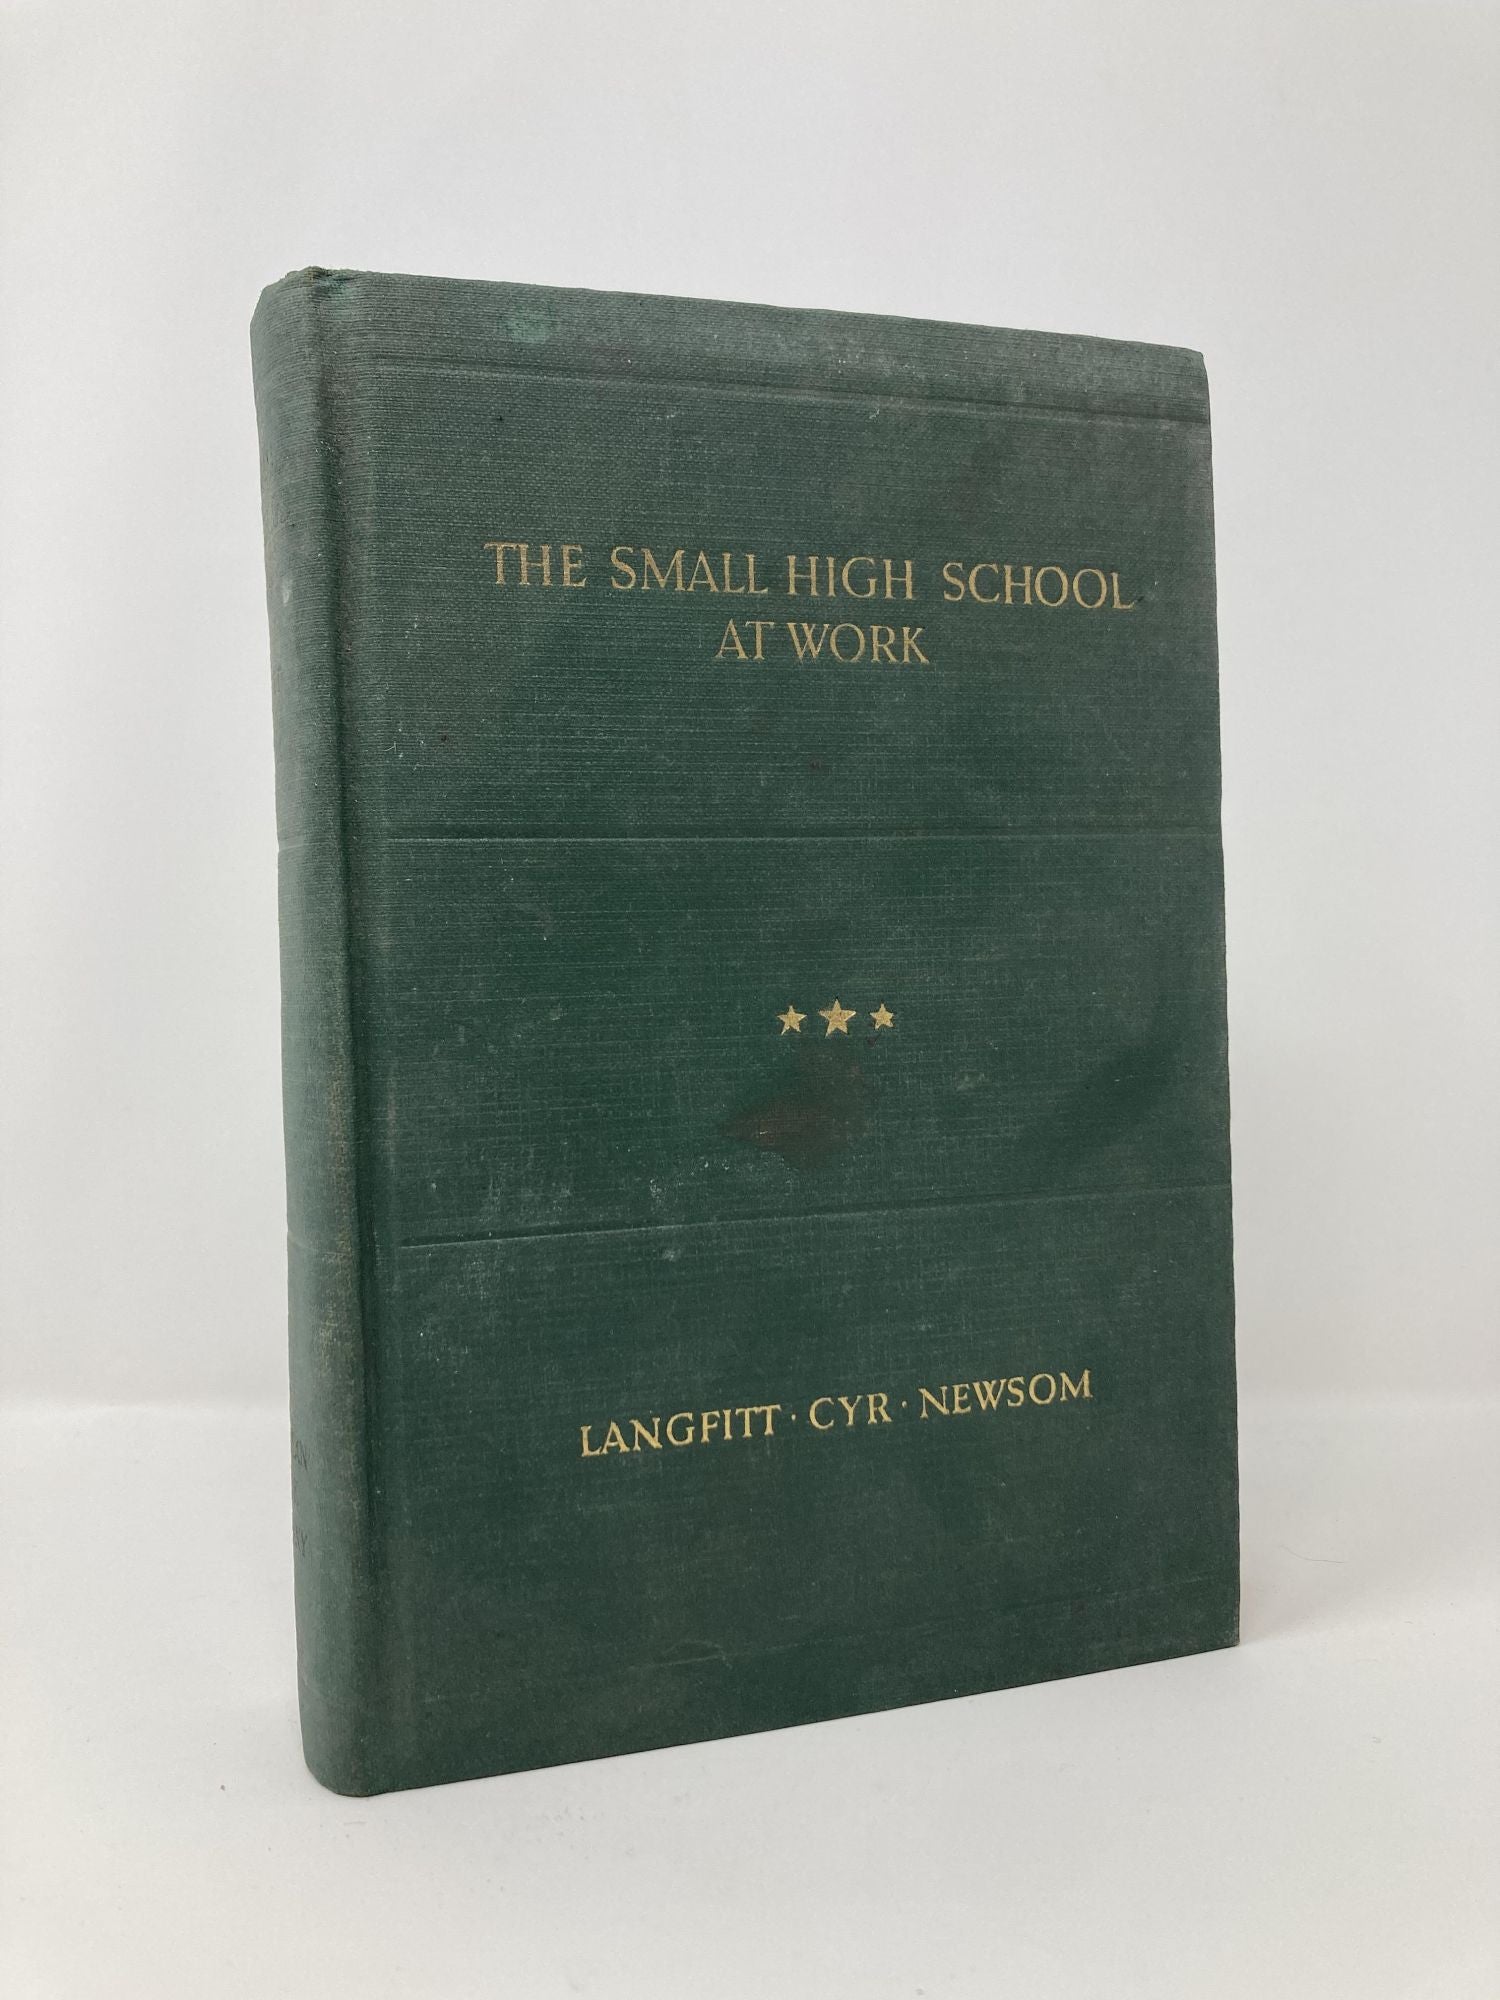 THE SMALL HIGH SCHOOL
AT WORK
LANGFITT · CYR · NEWSOM